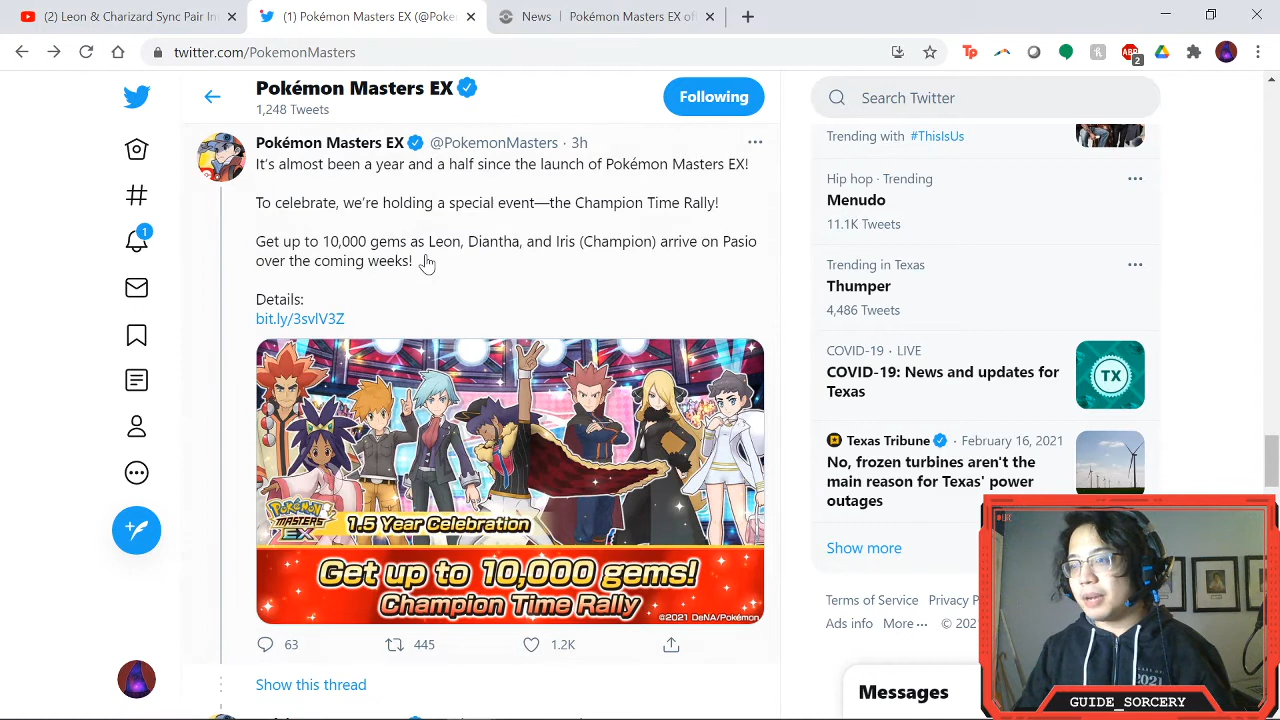 (1) Leon & Charizard Sync Pair In
(1) Pokémon Masters EX (@Poke
News | Pokémon Masters EX of
twitter.com/PokemonMasters
ABP
2
Pokémon Masters EX
1,248 Tweets
Following
Search Twitter
Pokémon Masters EX @PokemonMasters · 3h
It's almost been a year and a half since the launch of Pokémon Masters EX!
To celebrate, we're holding a special event—the Champion Time Rally!
Get up to 10,000 gems as Leon, Diantha, and Iris (Champion) arrive on Pasio
over the coming weeks!
Details:
bit.ly/3svlV3Z
POKéMON
MASTERS
EX
1.5 Year Celebration
Get up to 10,000 gems!
Champion Time Rally
©2021 DeNA/Pokémon
63
445
1.2K
Show this thread
1
Trending with #ThisIsUs
Hip hop · Trending
Menudo
11.1K Tweets
Trending in Texas
Thumper
4,486 Tweets
COVID-19 · LIVE
COVID-19: News and updates for
Texas
TX
Texas Tribune · February 16, 2021
No, frozen turbines aren't the
main reason for Texas' power
outages
Show more
Terms of Service Privacy P
Ads info More © 202
Messages
LIVE
2021
GUIDE_SORCERY